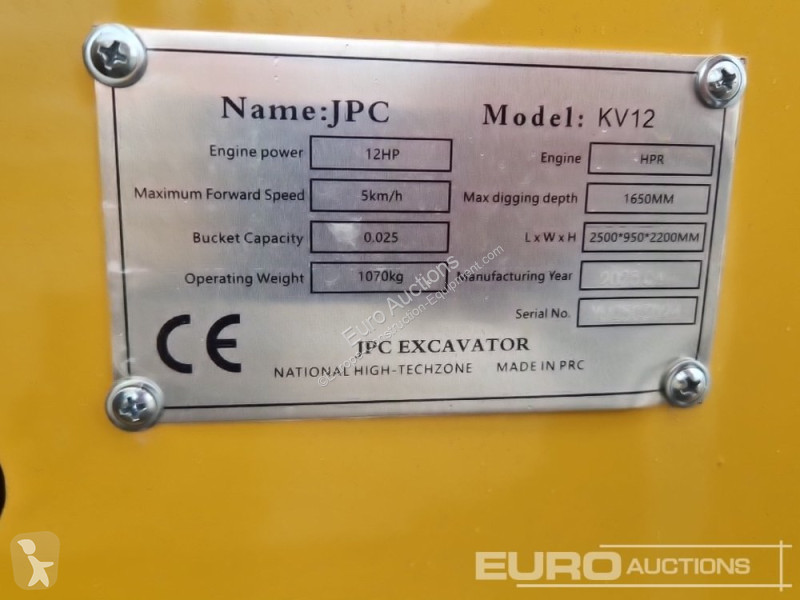 Name:JPC Model: KV12
Engine power 12HP Engine HPR
Maximum Forward Speed 5km/h Max digging depth 1650MM
Bucket Capacity 0.025 L x W x H 2500*950*2200MM
Operating Weight 1070kg Manufacturing Year
Serial No.
CE
JPC EXCAVATOR
NATIONAL HIGH-TECHZONE MADE IN PRC
Euro Auctions
EURO AUCTIONS